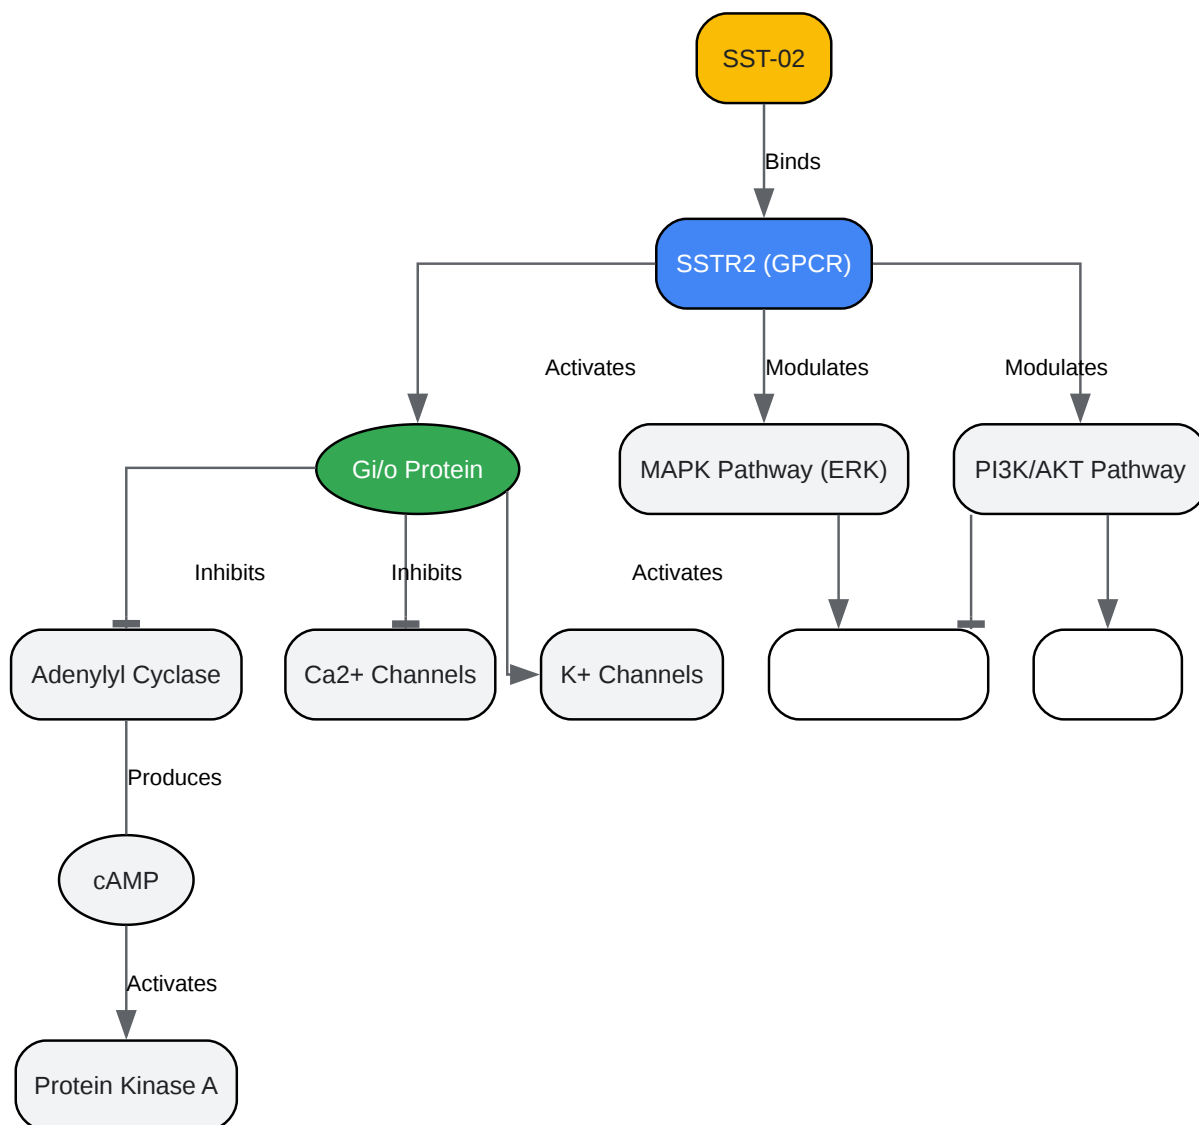 SST-02
Binds
SSTR2 (GPCR)
Activates
Modulates
Modulates
Gi/o Protein
MAPK Pathway (ERK)
PI3K/AKT Pathway
Inhibits
Inhibits
Activates
Adenylyl Cyclase
Ca2+ Channels
K+ Channels
Produces
cAMP
Activates
Protein Kinase A